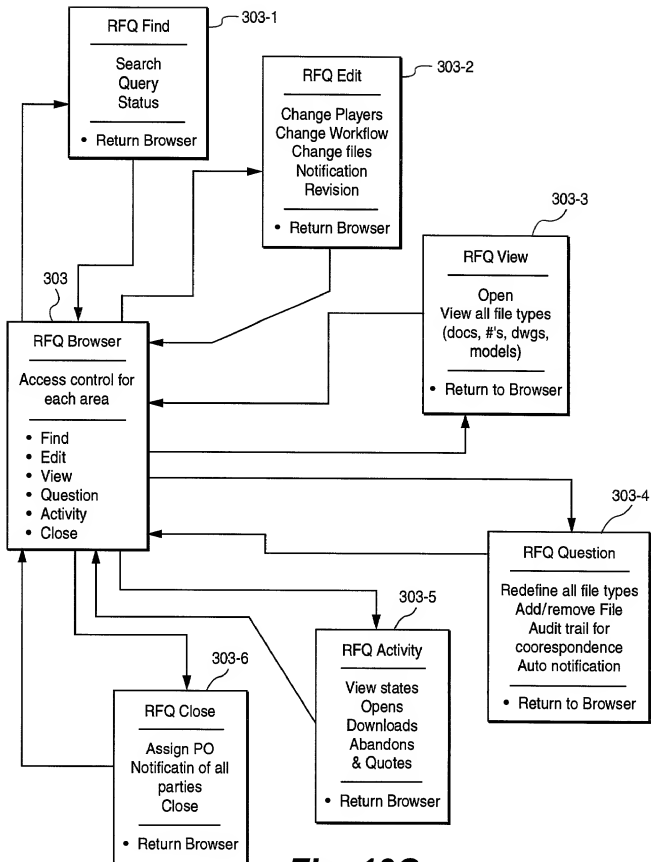 RFQ Find
303-1
Search
Query
Status
• Return Browser
RFQ Edit
303-2
Change Players
Change Workflow
Change files
Notification
Revision
• Return Browser
303-3
RFQ View
Open
View all file types
(docs, #'s, dwgs,
models)
• Return to Browser
303
RFQ Browser
Access control for
each area
• Find
• Edit
• View
• Question
• Activity
• Close
303-4
RFQ Question
Redefine all file types
Add/remove File
Audit trail for
coorespondence
Auto notification
• Return to Browser
303-5
RFQ Activity
View states
Opens
Downloads
Abandons
& Quotes
• Return Browser
303-6
RFQ Close
Assign PO
Notificatin of all
parties
Close
• Return Browser